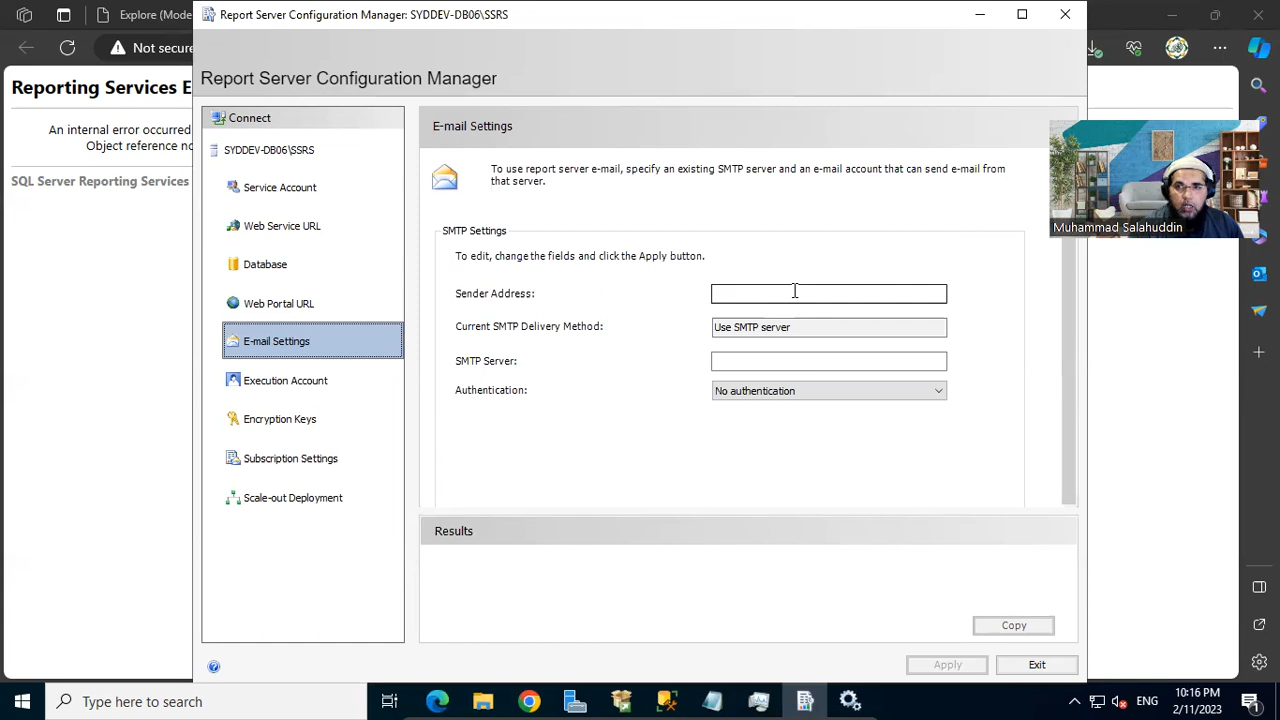 Report Server Configuration Manager: SYDDEV-DB06\SSRS
Not secure
Reporting Services E
An internal error occurred
Object reference no
SQL Server Reporting Services
Report Server Configuration Manager
Connect
SYDDEV-DB06\SSRS
Service Account
Web Service URL
Database
Web Portal URL
E-mail Settings
Execution Account
Encryption Keys
Subscription Settings
Scale-out Deployment
E-mail Settings
To use report server e-mail, specify an existing SMTP server and an e-mail account that can send e-mail from
that server.
SMTP Settings
To edit, change the fields and click the Apply button.
Sender Address:
Current SMTP Delivery Method:
Use SMTP server
SMTP Server:
Authentication:
No authentication
Results
Copy
Apply
Exit
Muhammad Salahuddin
Type here to search
ENG
10:16 PM
2/11/2023
1